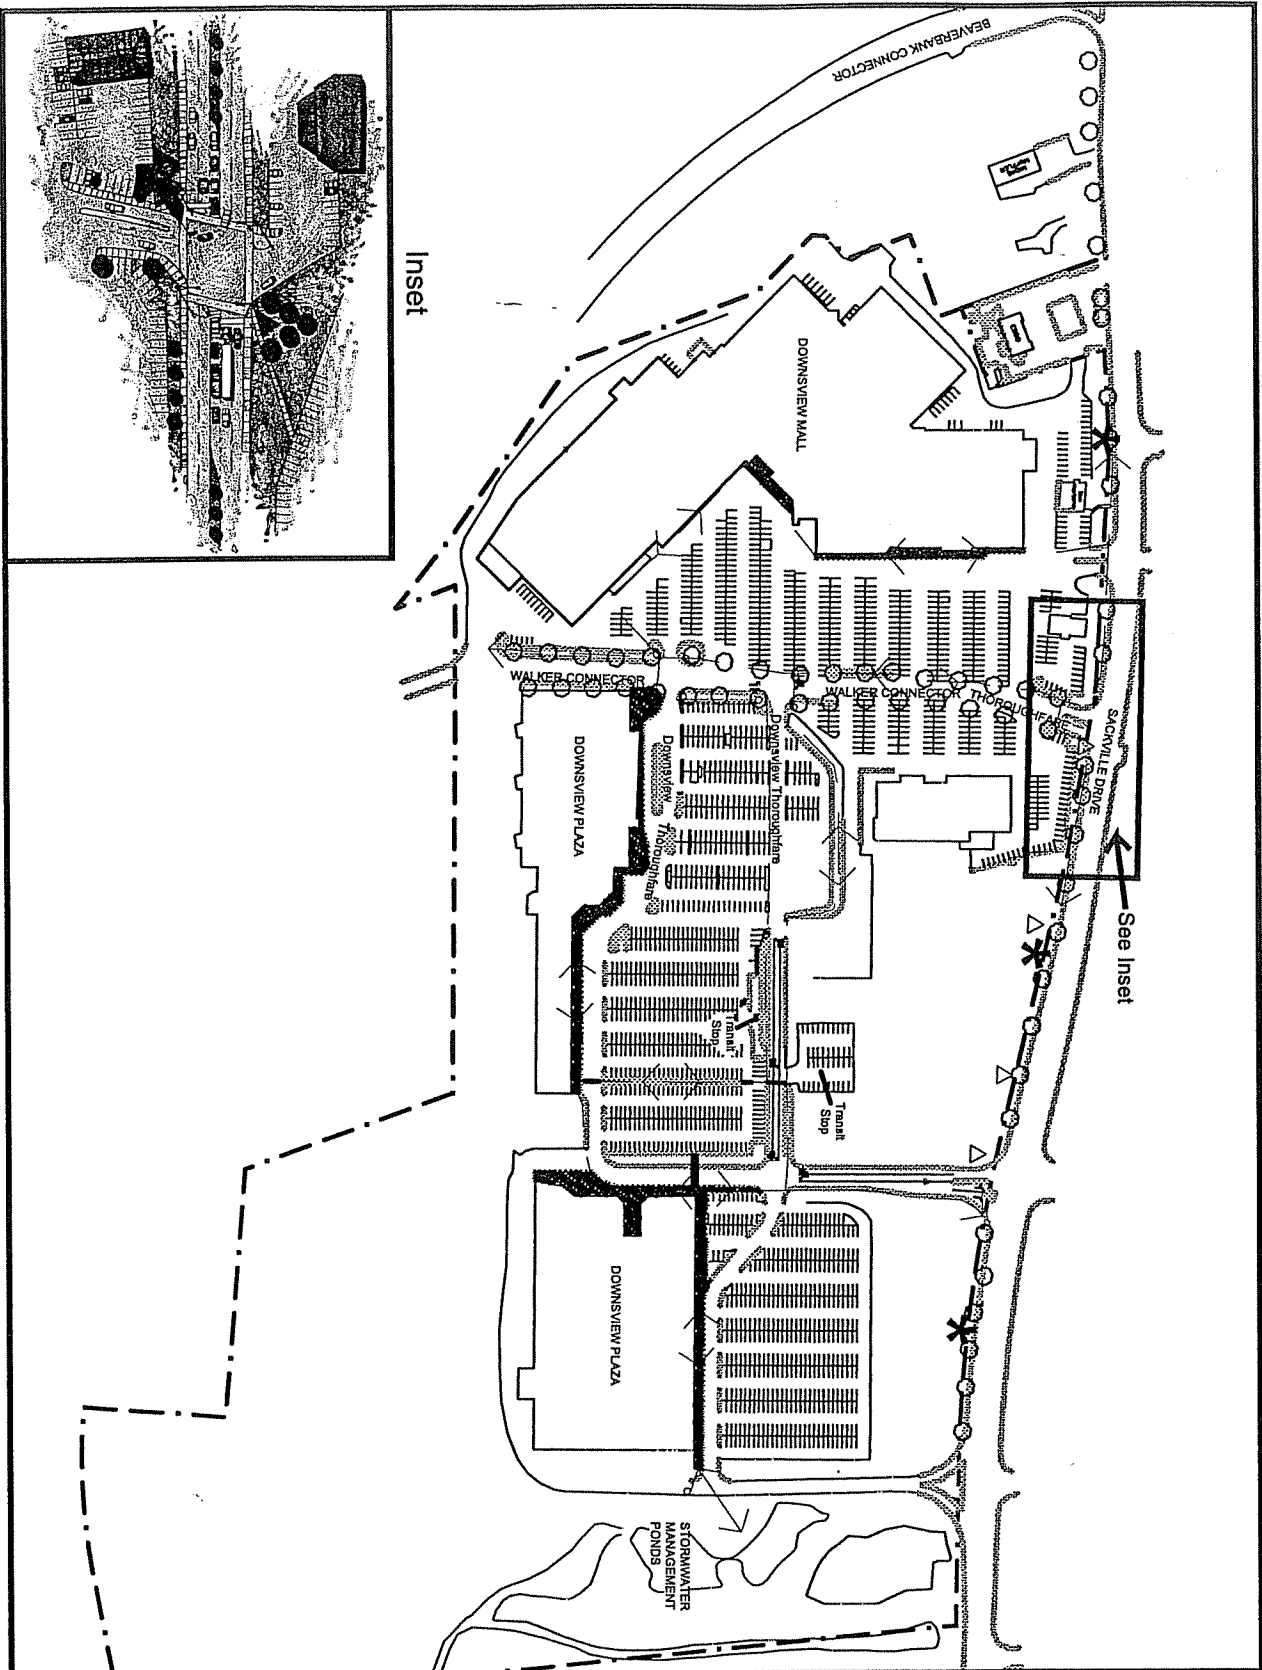 BEAVERBANK CONNECTOR
Inset
DOWNSVIEW MALL
WALKER CONNECTOR
WALKER CONNECTOR
THOROUGHFARE
SACKVILLE DRIVE
See Inset
DOWNSVIEW PLAZA
Downsview Thoroughfare
Downsview Thoroughfare
Transit
Stop
Transit
Stop
DOWNSVIEW PLAZA
STORMWATER
MANAGEMENT
PONDS